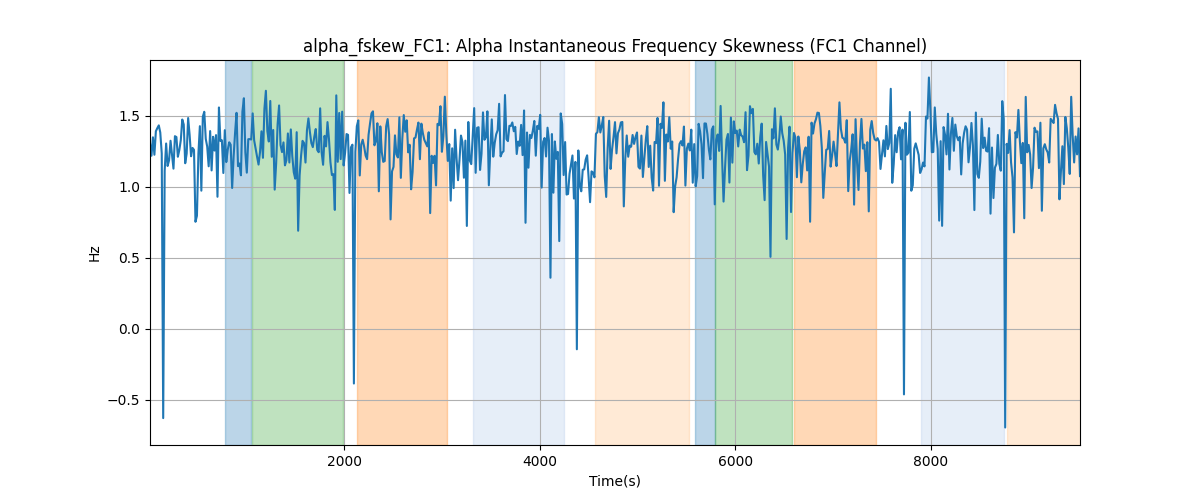 alpha_fskew_FC1: Alpha Instantaneous Frequency Skewness (FC1 Channel)
1.5
1.0
0.5
0.0
−0.5
Hz
2000 4000 6000 8000
Time(s)